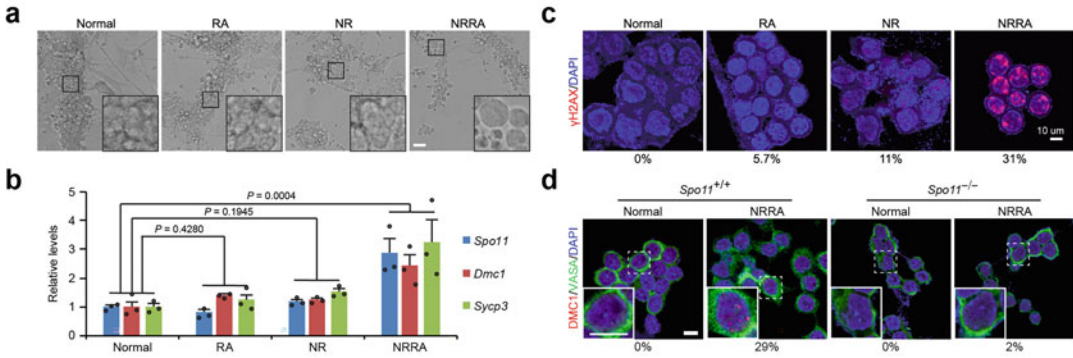 a
Normal RA NR NRRA
b
P = 0.0004
P = 0.1945
P = 0.4280
Relative levels
5
4
3
2
1
0
Normal RA NR NRRA
Spo11
Dmc1
Sycp3
c
Normal RA NR NRRA
γH2AX/DAPI
10 um
0% 5.7% 11% 31%
d
Spo11+/+ Spo11−/−
Normal NRRA Normal NRRA
DMC1/VASA/DAPI
0% 29% 0% 2%